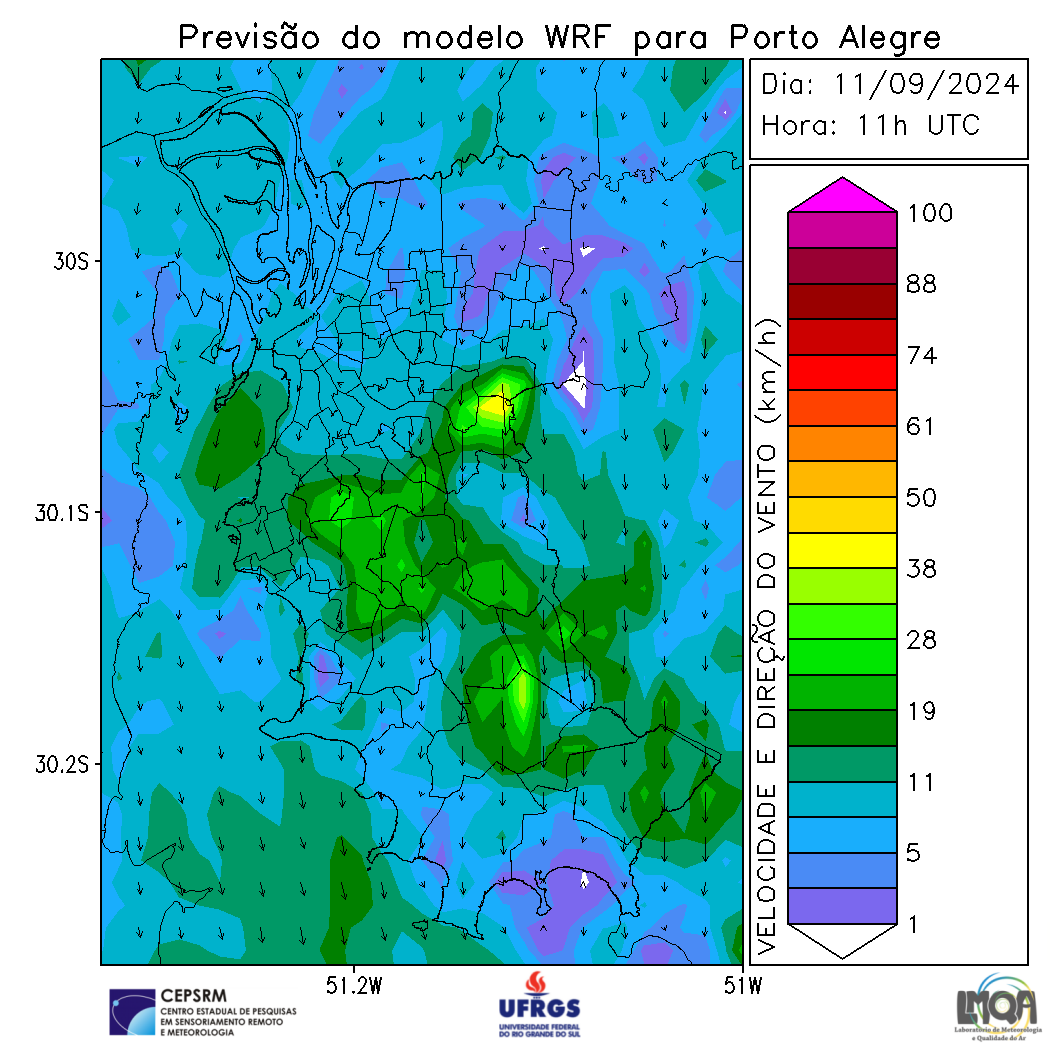 Previsão do modelo WRF para Porto Alegre
Dia: 11/09/2024
Hora: 11h UTC
30S
30.1S
30.2S
51.2W
51W
VELOCIDADE E DIREÇÃO DO VENTO (km/h)
100
88
74
61
50
38
28
19
11
5
1
CEPSRM
CENTRO ESTADUAL DE PESQUISAS
EM SENSORIAMENTO REMOTO
E METEOROLOGIA
UFRGS
UNIVERSIDADE FEDERAL
DO RIO GRANDE DO SUL
LMQA
Laboratório de Meteorologia
e Qualidade do Ar